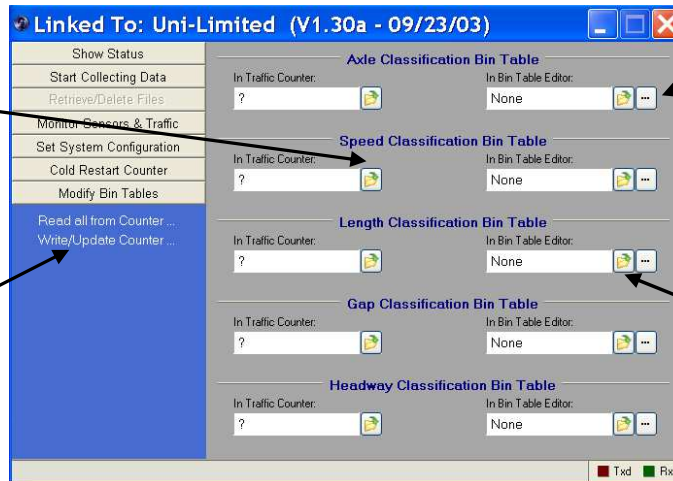 Linked To: Uni-Limited (V1.30a - 09/23/03)
Show Status
Start Collecting Data
Retrieve/Delete Files
Monitor Sensors & Traffic
Set System Configuration
Cold Restart Counter
Modify Bin Tables
Read all from Counter ...
Write/Update Counter ...
Axle Classification Bin Table
In Traffic Counter: In Bin Table Editor:
? None ...
Speed Classification Bin Table
In Traffic Counter: In Bin Table Editor:
? None ...
Length Classification Bin Table
In Traffic Counter: In Bin Table Editor:
? None ...
Gap Classification Bin Table
In Traffic Counter: In Bin Table Editor:
? None ...
Headway Classification Bin Table
In Traffic Counter: In Bin Table Editor:
? None ...
Txd Rx